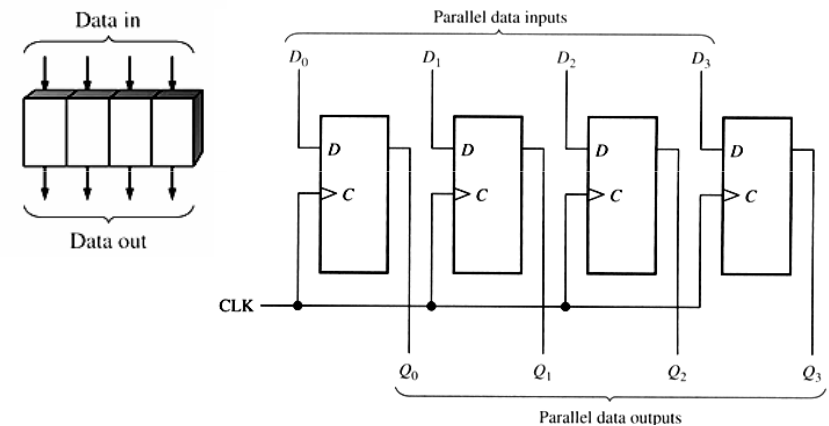 Data in
Data out
Parallel data inputs
D₀ D₁ D₂ D₃
D D D D
C C C C
CLK
Q₀ Q₁ Q₂ Q₃
Parallel data outputs